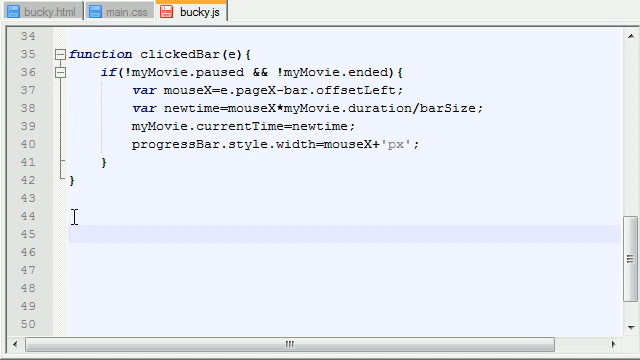 bucky.html main.css bucky.js
34
35 function clickedBar(e){
36 if(!myMovie.paused && !myMovie.ended){
37 var mouseX=e.pageX-bar.offsetLeft;
38 var newtime=mouseX*myMovie.duration/barSize;
39 myMovie.currentTime=newtime;
40 progressBar.style.width=mouseX+'px';
41 }
42 }
43
44
45
46
47
48
49
50